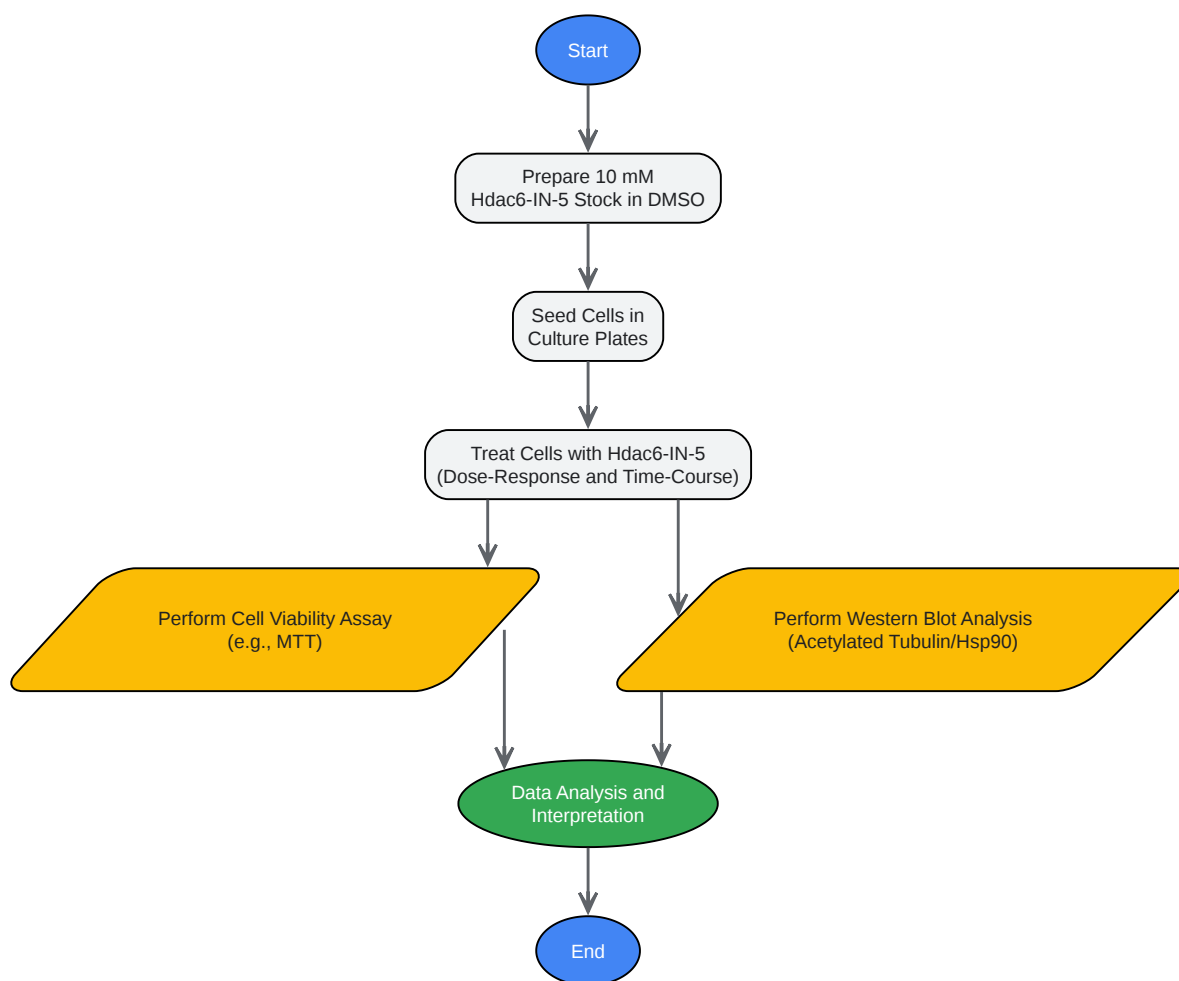 Start
Prepare 10 mM
Hdac6-IN-5 Stock in DMSO
Seed Cells in
Culture Plates
Treat Cells with Hdac6-IN-5
(Dose-Response and Time-Course)
Perform Cell Viability Assay
(e.g., MTT)
Perform Western Blot Analysis
(Acetylated Tubulin/Hsp90)
Data Analysis and
Interpretation
End